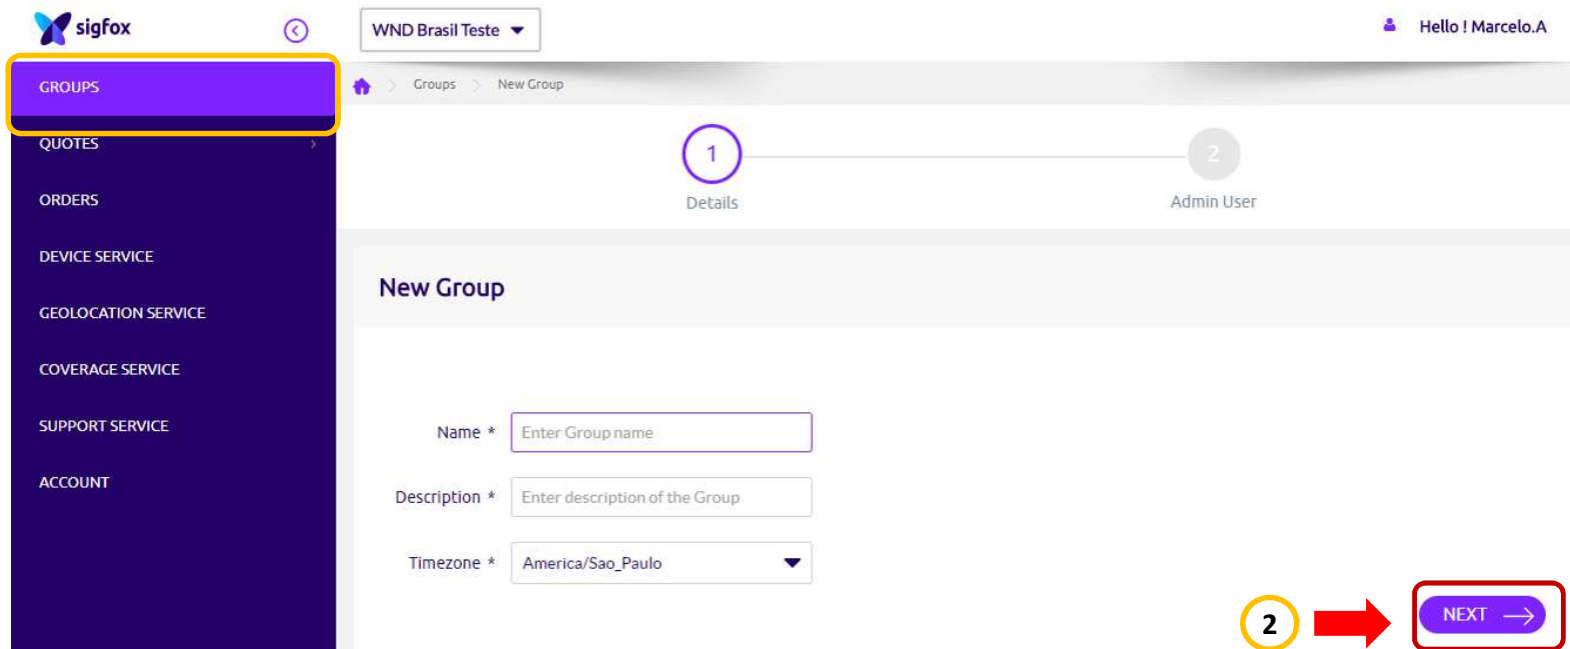 sigfox
WND Brasil Teste
Hello ! Marcelo.A
GROUPS
QUOTES
ORDERS
DEVICE SERVICE
GEOLOCATION SERVICE
COVERAGE SERVICE
SUPPORT SERVICE
ACCOUNT
Groups
New Group
1
2
Details
Admin User
New Group
Name *
Enter Group name
Description *
Enter description of the Group
Timezone *
America/Sao_Paulo
2
NEXT